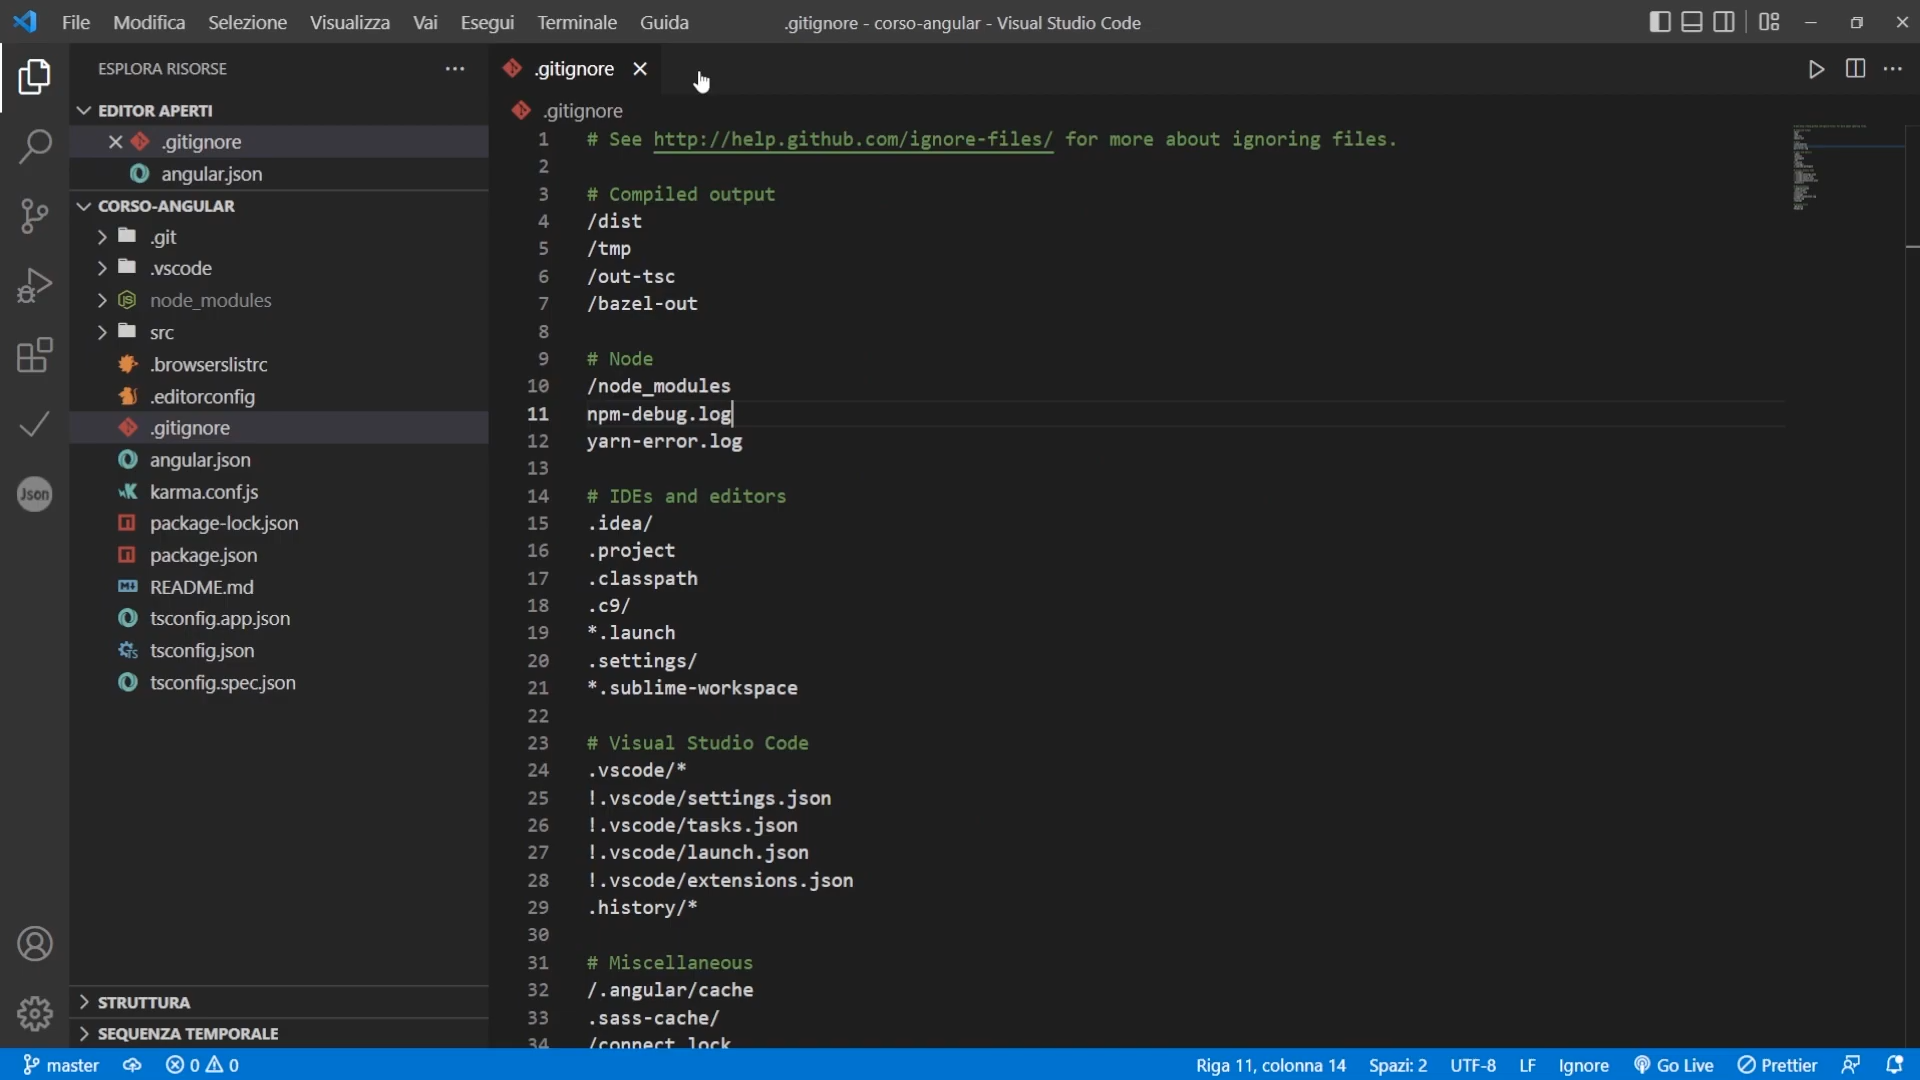 File Modifica Selezione Visualizza Vai Esegui Terminale Guida .gitignore - corso-angular - Visual Studio Code
ESPLORA RISORSE
EDITOR APERTI
.gitignore
angular.json
CORSO-ANGULAR
.git
.vscode
node_modules
src
.browserslistrc
.editorconfig
.gitignore
angular.json
karma.conf.js
package-lock.json
package.json
README.md
tsconfig.app.json
tsconfig.json
tsconfig.spec.json
STRUTTURA
SEQUENZA TEMPORALE
Json
.gitignore
.gitignore
1 # See http://help.github.com/ignore-files/ for more about ignoring files.
2
3 # Compiled output
4 /dist
5 /tmp
6 /out-tsc
7 /bazel-out
8
9 # Node
10 /node_modules
11 npm-debug.log
12 yarn-error.log
13
14 # IDEs and editors
15 .idea/
16 .project
17 .classpath
18 .c9/
19 *.launch
20 .settings/
21 *.sublime-workspace
22
23 # Visual Studio Code
24 .vscode/*
25 !.vscode/settings.json
26 !.vscode/tasks.json
27 !.vscode/launch.json
28 !.vscode/extensions.json
29 .history/*
30
31 # Miscellaneous
32 /.angular/cache
33 .sass-cache/
34 /connect.lock
master 0 0 Riga 11, colonna 14 Spazi: 2 UTF-8 LF Ignore Go Live Prettier